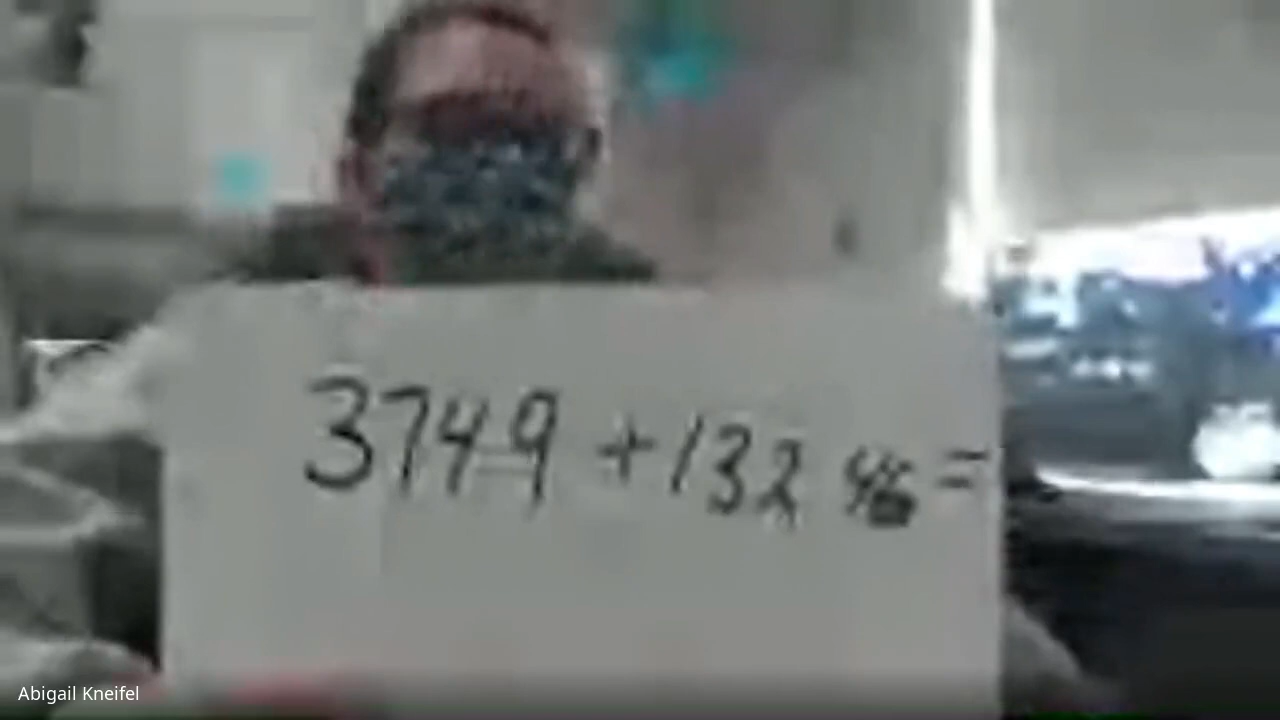 3749 + 132 % =
Abigail Kneifel